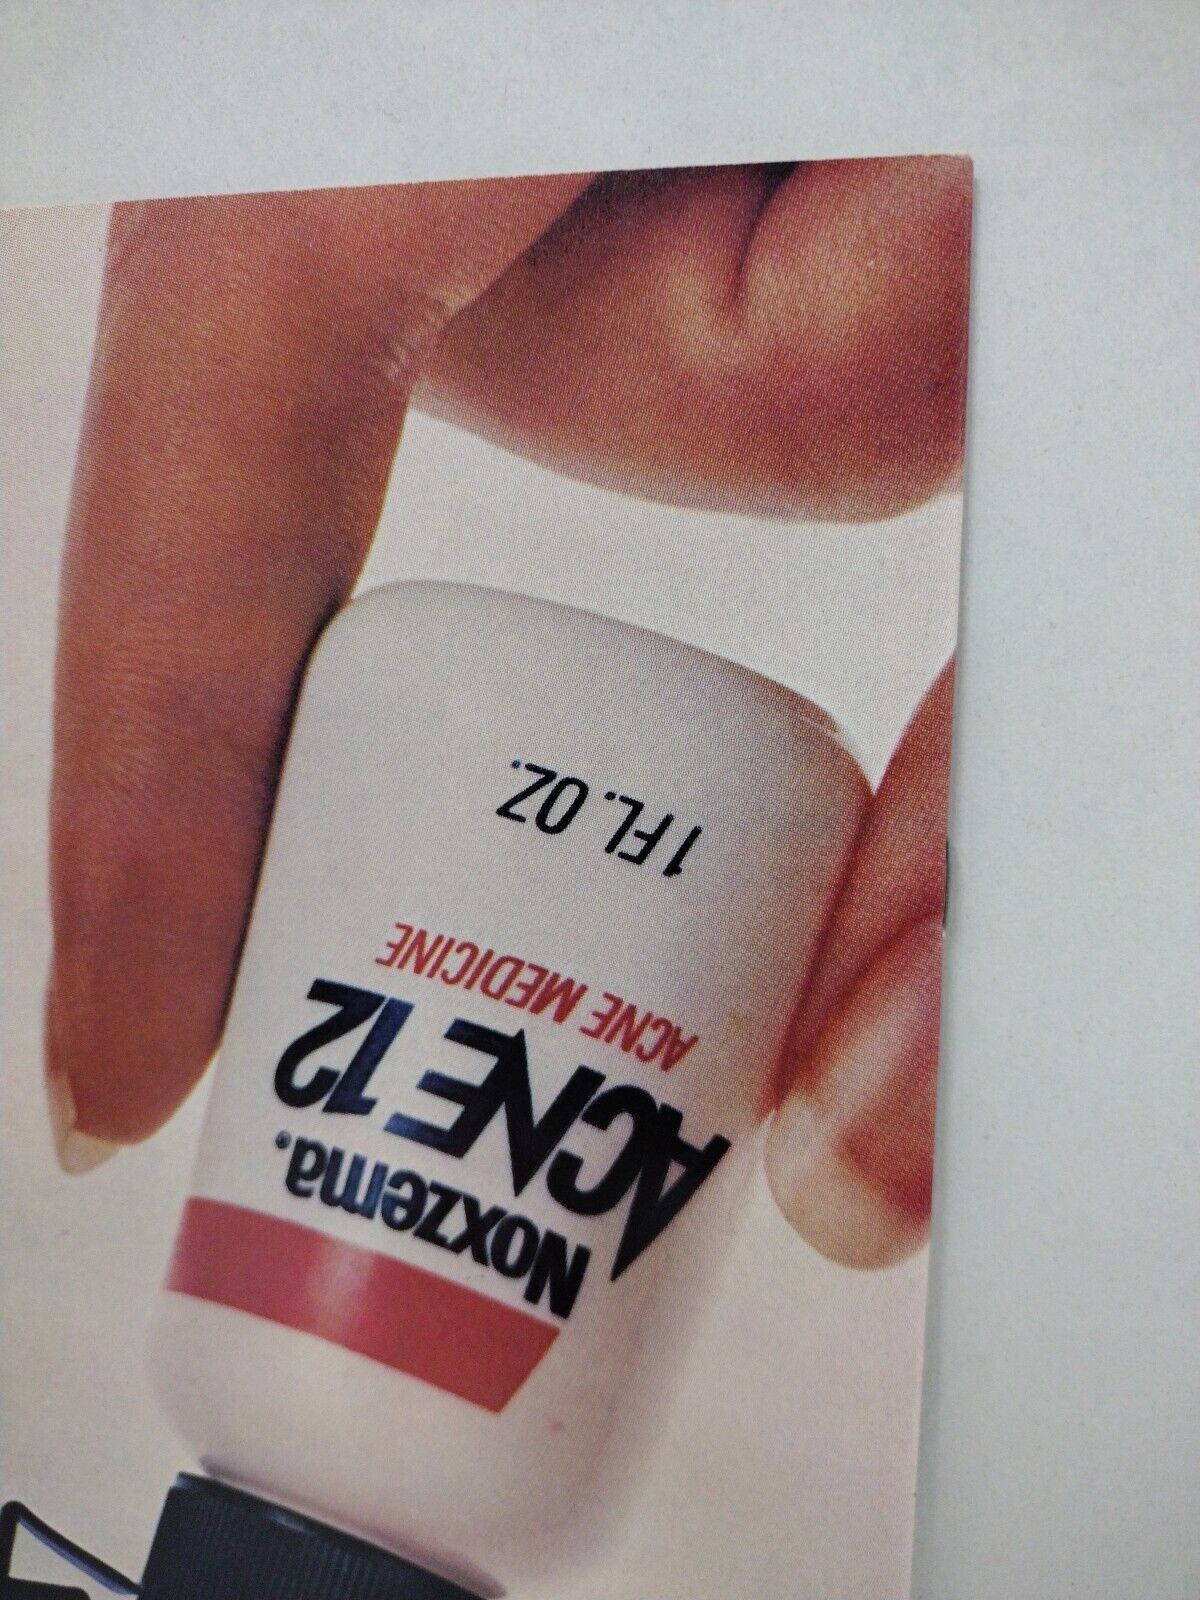 Noxzema.
ACNE 12
ACNE MEDICINE
1 FL. OZ.